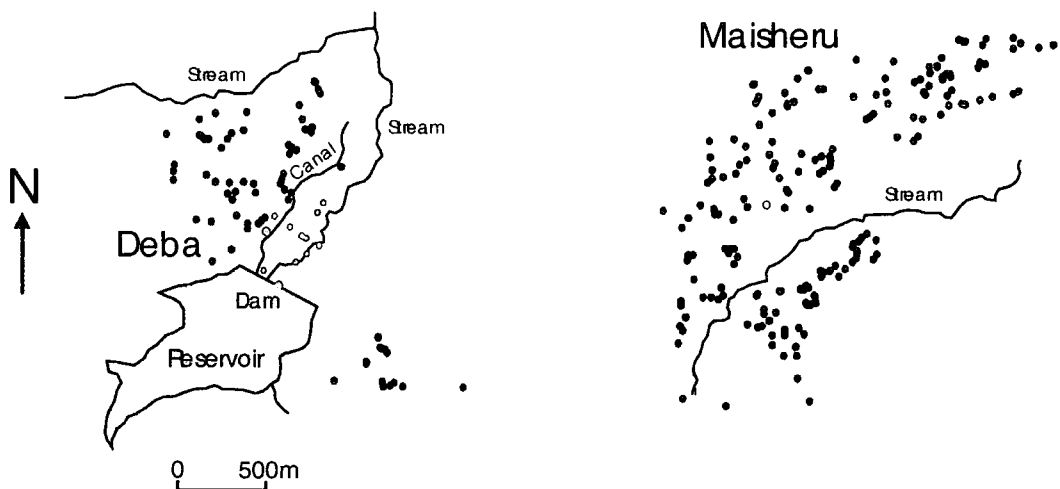 Maisheru
Stream
Stream
Canal
N
Stream
Deba
Dam
Reservoir
0 500m